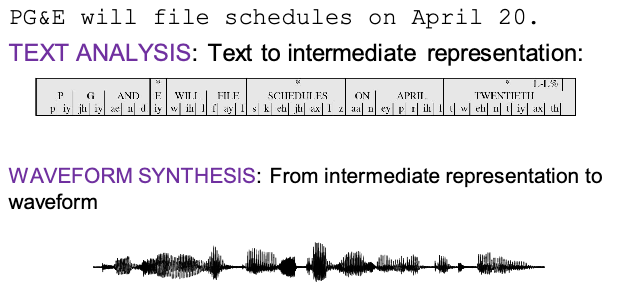 PG&E will file schedules on April 20.
TEXT ANALYSIS: Text to intermediate representation:
* * * L-L%
P G AND E WILL FILE SCHEDULES ON APRIL TWENTIETH
p iy jh iy ae n d iy w ih l f ay l s k eh jh ax l z aa n ey p r ih l t w eh n t iy ax th
WAVEFORM SYNTHESIS: From intermediate representation to
waveform